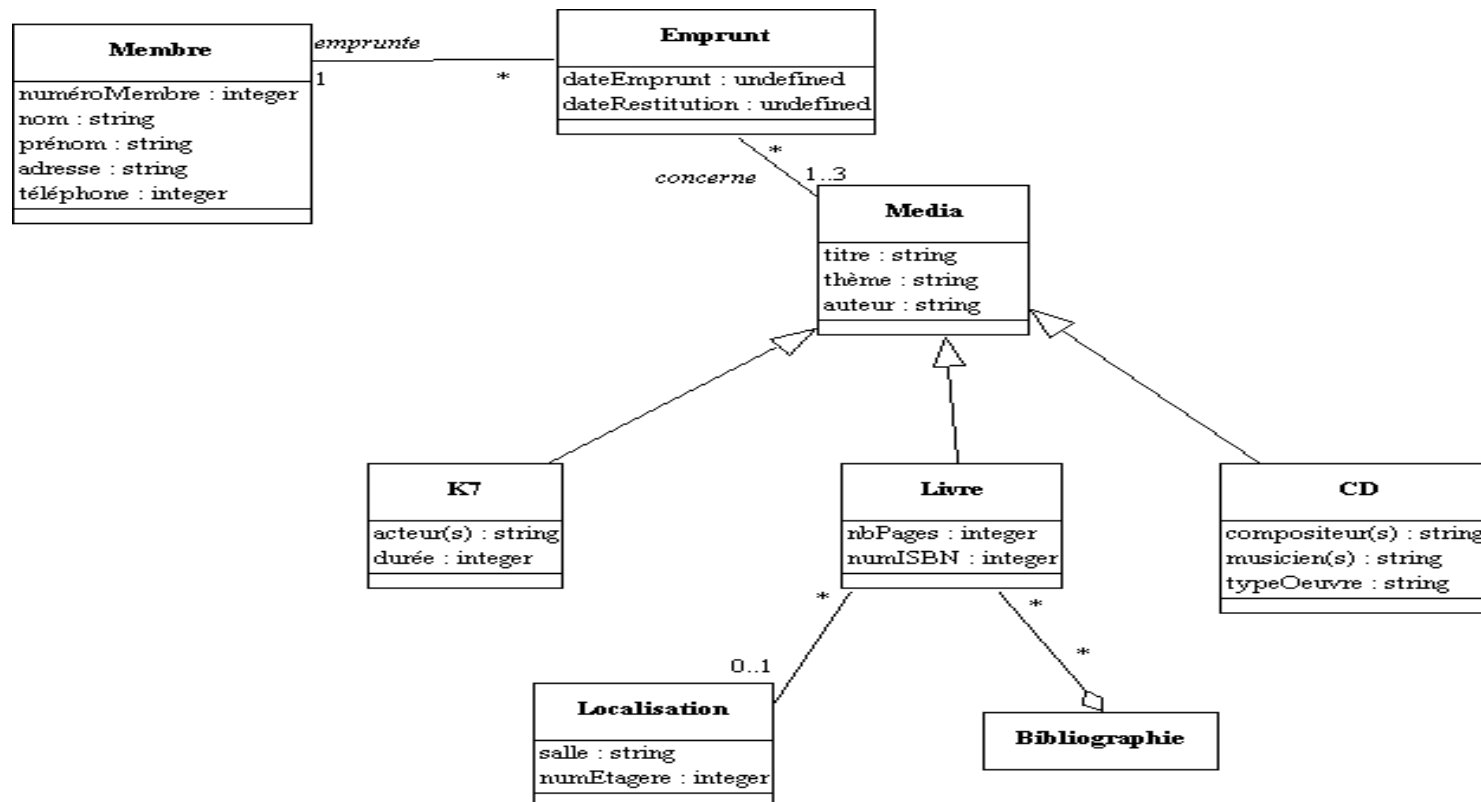 Membre
numéroMembre : integer
nom : string
prénom : string
adresse : string
téléphone : integer
emprunte
1
*
Emprunt
dateEmprunt : undefined
dateRestitution : undefined
*
concerne
1..3
Media
titre : string
thème : string
auteur : string
K7
acteur(s) : string
durée : integer
Livre
nbPages : integer
numISBN : integer
CD
compositeur(s) : string
musicien(s) : string
typeOeuvre : string
*
0..1
*
*
Localisation
salle : string
numEtagere : integer
Bibliographie